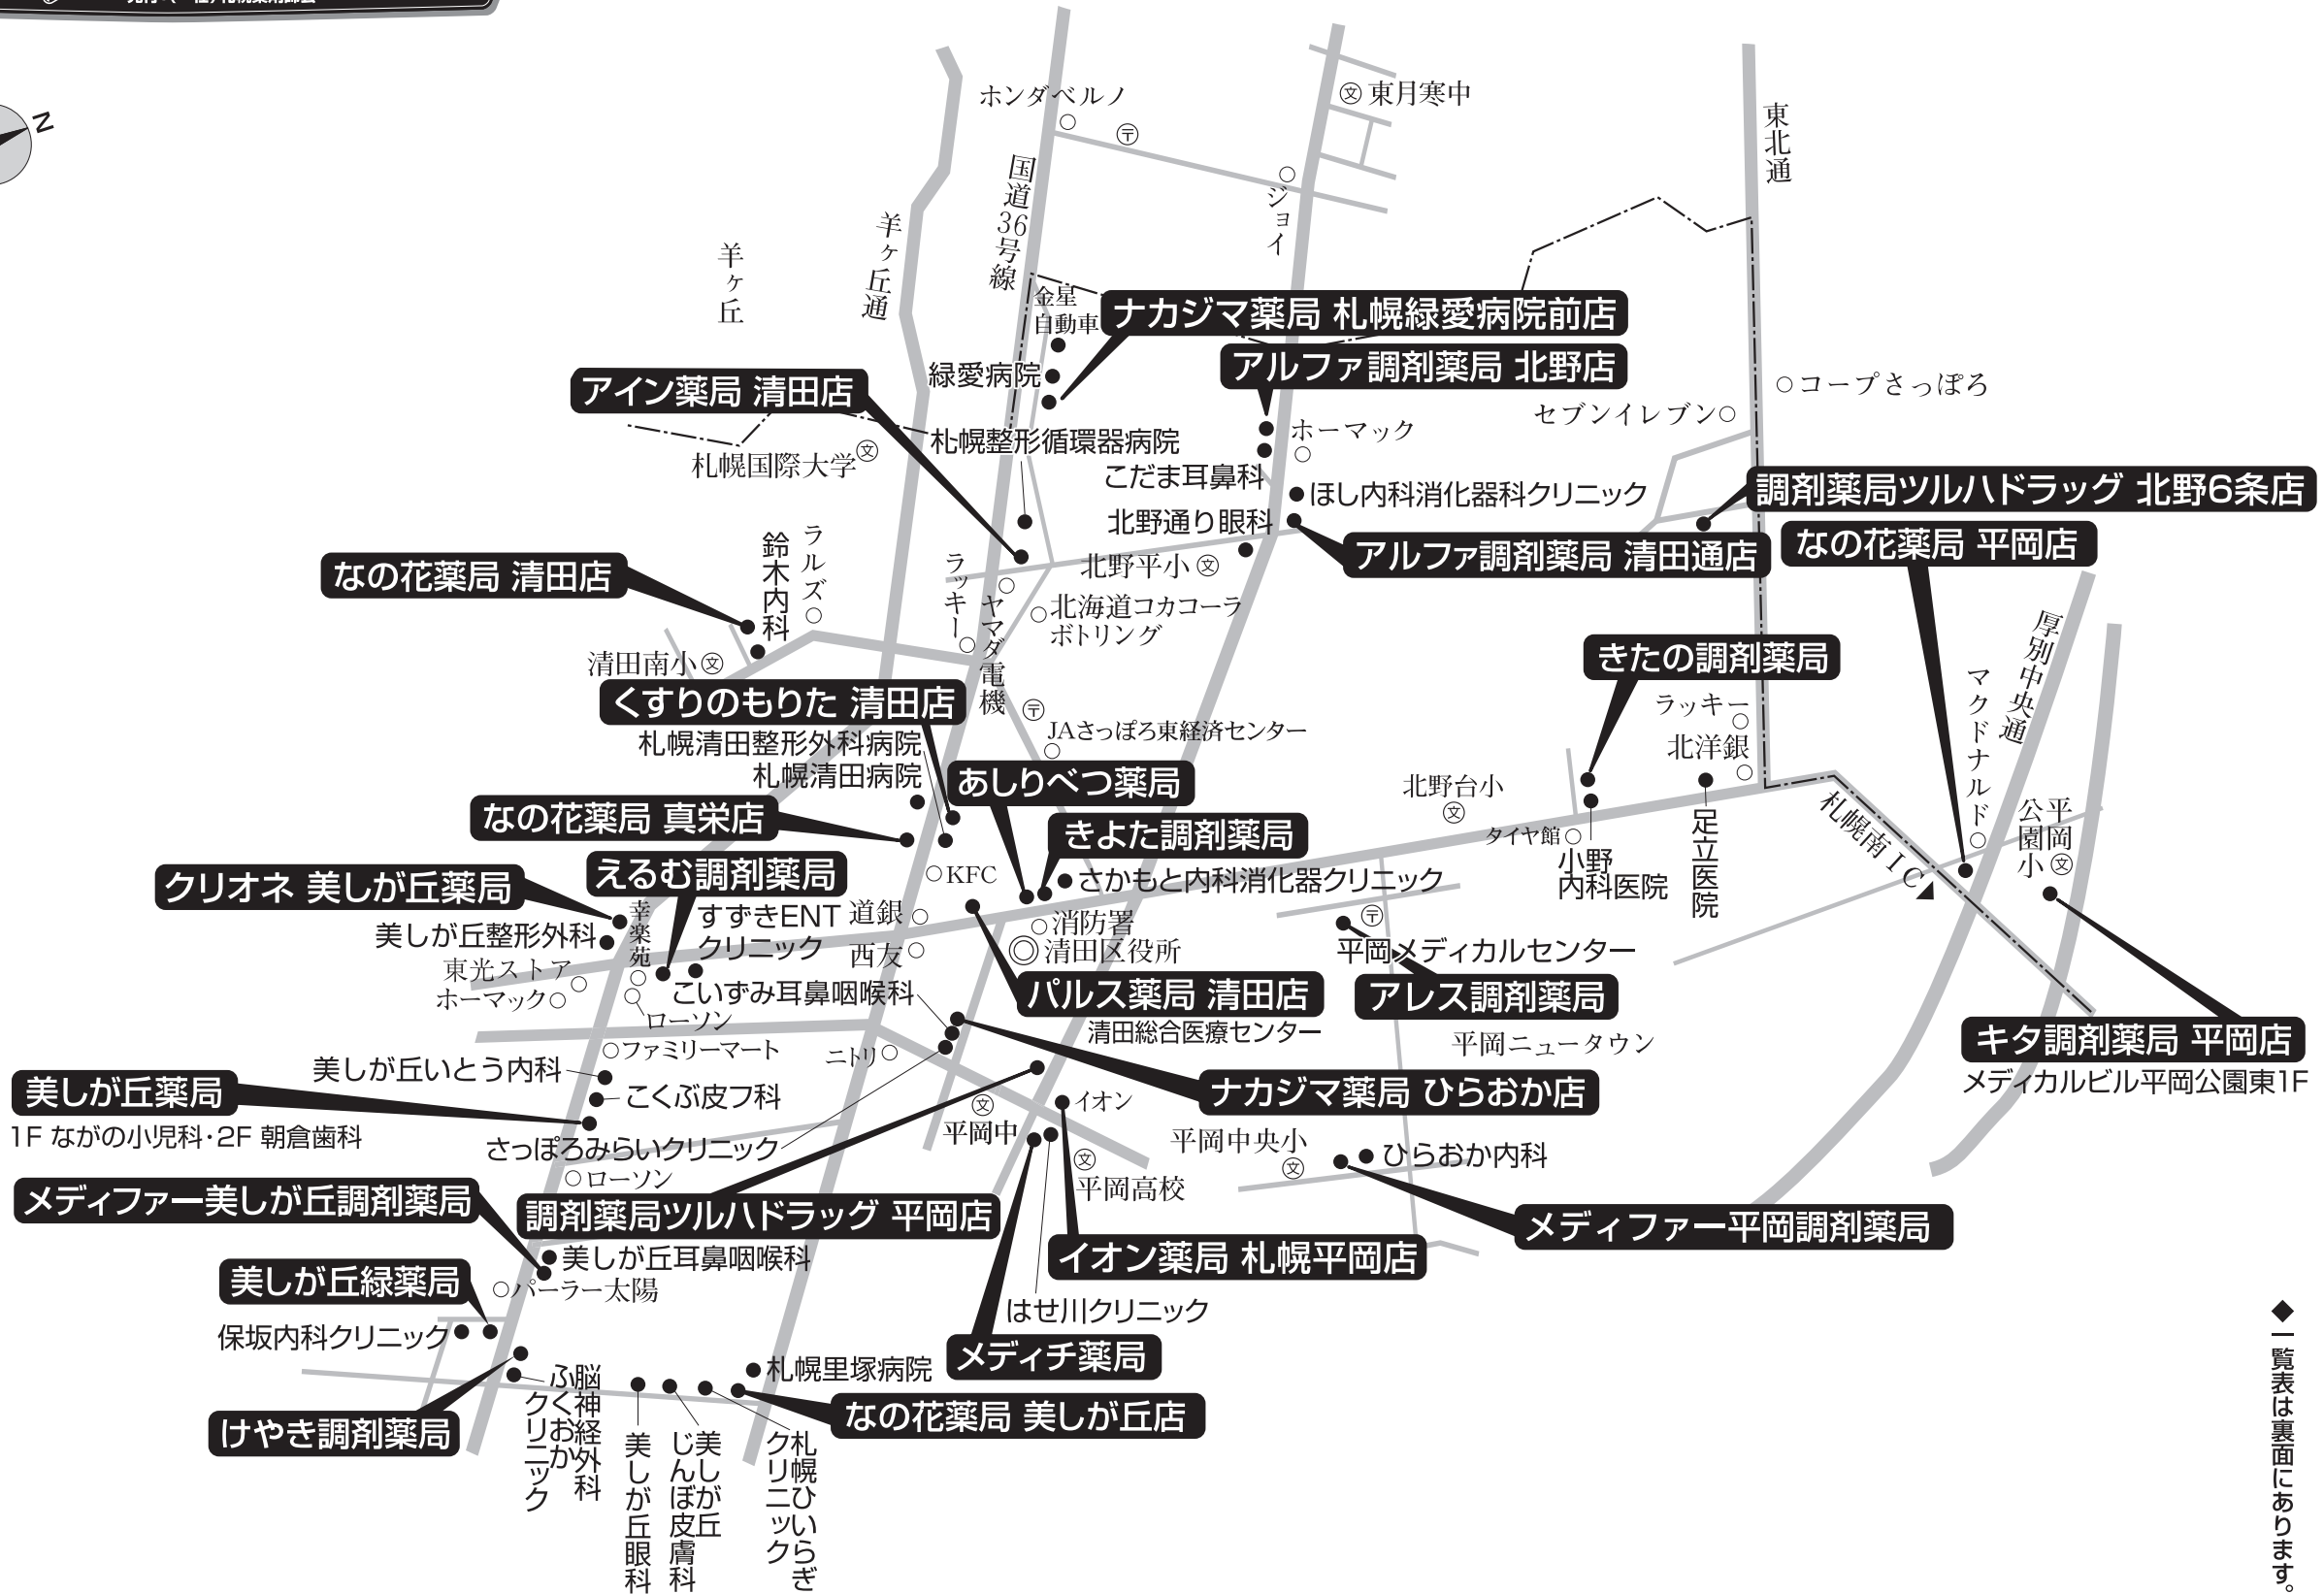 N
ホンダベルノ
〒
文 東月寒中
東北通
国道36号線
ジョイ
羊ヶ丘通
羊ヶ丘
金星
自動車
ナカジマ薬局 札幌緑愛病院前店
アルファ調剤薬局 北野店
緑愛病院
アイン薬局 清田店
コープさっぽろ
セブンイレブン
札幌整形循環器病院
ホーマック
札幌国際大学 文
こだま耳鼻科
ほし内科消化器科クリニック
調剤薬局ツルハドラッグ 北野6条店
北野通り眼科
アルファ調剤薬局 清田通店
なの花薬局 平岡店
なの花薬局 清田店
鈴木内科
ラルズ
ラッキー
ヤマダ電機
北野平小 文
北海道コカコーラ
ボトリング
厚別中央通
清田南小 文
きたの調剤薬局
マクドナルド
くすりのもりた 清田店
〒
JAさっぽろ東経済センター
ラッキー
北洋銀
札幌清田整形外科病院
札幌清田病院
あしりべつ薬局
北野台小
文
なの花薬局 真栄店
きよた調剤薬局
タイヤ館
小野
内科医院
足立医院
札幌南IC
平岡
公園小 文
クリオネ 美しが丘薬局
えるむ調剤薬局
KFC
さかもと内科消化器クリニック
幸楽苑
すずきENT
クリニック
道銀
消防署
〒
美しが丘整形外科
西友
清田区役所
平岡メディカルセンター
東光ストア
ホーマック
こいずみ耳鼻咽喉科
パルス薬局 清田店
清田総合医療センター
アレス調剤薬局
ローソン
ファミリーマート
ニトリ
平岡ニュータウン
キタ調剤薬局 平岡店
メディカルビル平岡公園東1F
美しが丘いとう内科
美しが丘薬局
1F ながの小児科・2F 朝倉歯科
こくぶ皮フ科
ナカジマ薬局 ひらおか店
文
平岡中
イオン
さっぽろみらいクリニック
平岡中央小
文
ひらおか内科
文
平岡高校
ローソン
メディファー美しが丘調剤薬局
調剤薬局ツルハドラッグ 平岡店
メディファー平岡調剤薬局
美しが丘耳鼻咽喉科
イオン薬局 札幌平岡店
美しが丘緑薬局
パーラー太陽
はせ川クリニック
保坂内科クリニック
メディチ薬局
札幌里塚病院
なの花薬局 美しが丘店
けやき調剤薬局
脳神経外科
ふくおか
クリニック
美しが丘眼科
美しが丘
じんぼ皮膚科
札幌ひいらぎ
クリニック
◆一覧表は裏面にあります。